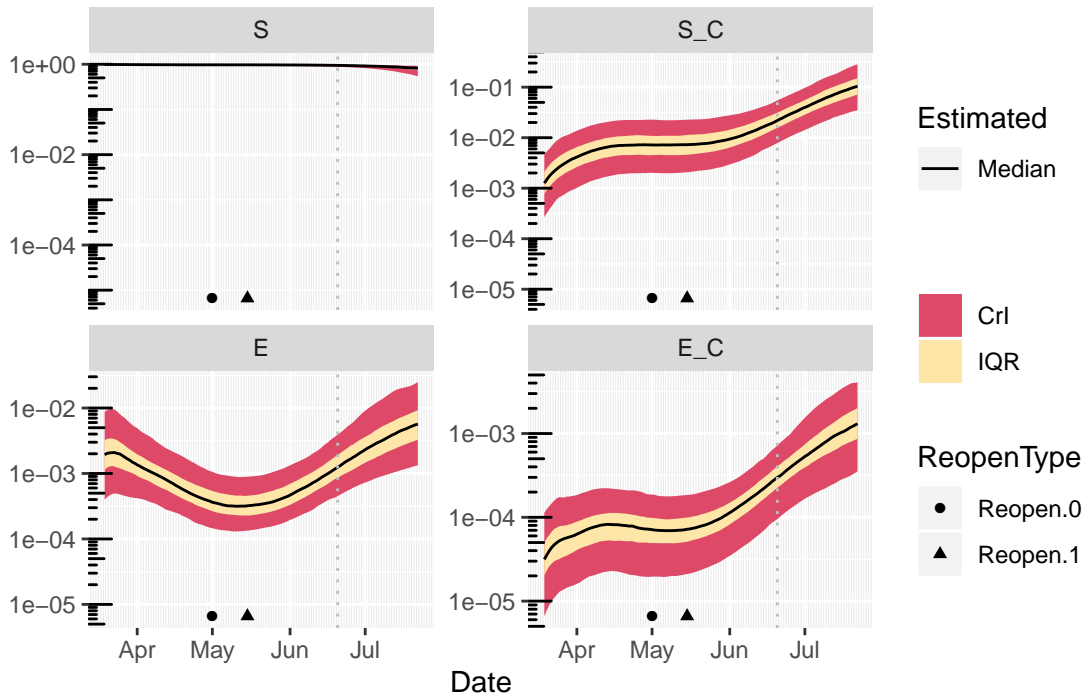 S
S_C
1e+00
1e−02
1e−04
1e−01
1e−02
1e−03
1e−04
1e−05
E
E_C
1e−02
1e−03
1e−04
1e−05
1e−03
1e−04
1e−05
Apr May Jun Jul
Apr May Jun Jul
Date
Estimated
Median
CrI
IQR
ReopenType
Reopen.0
Reopen.1